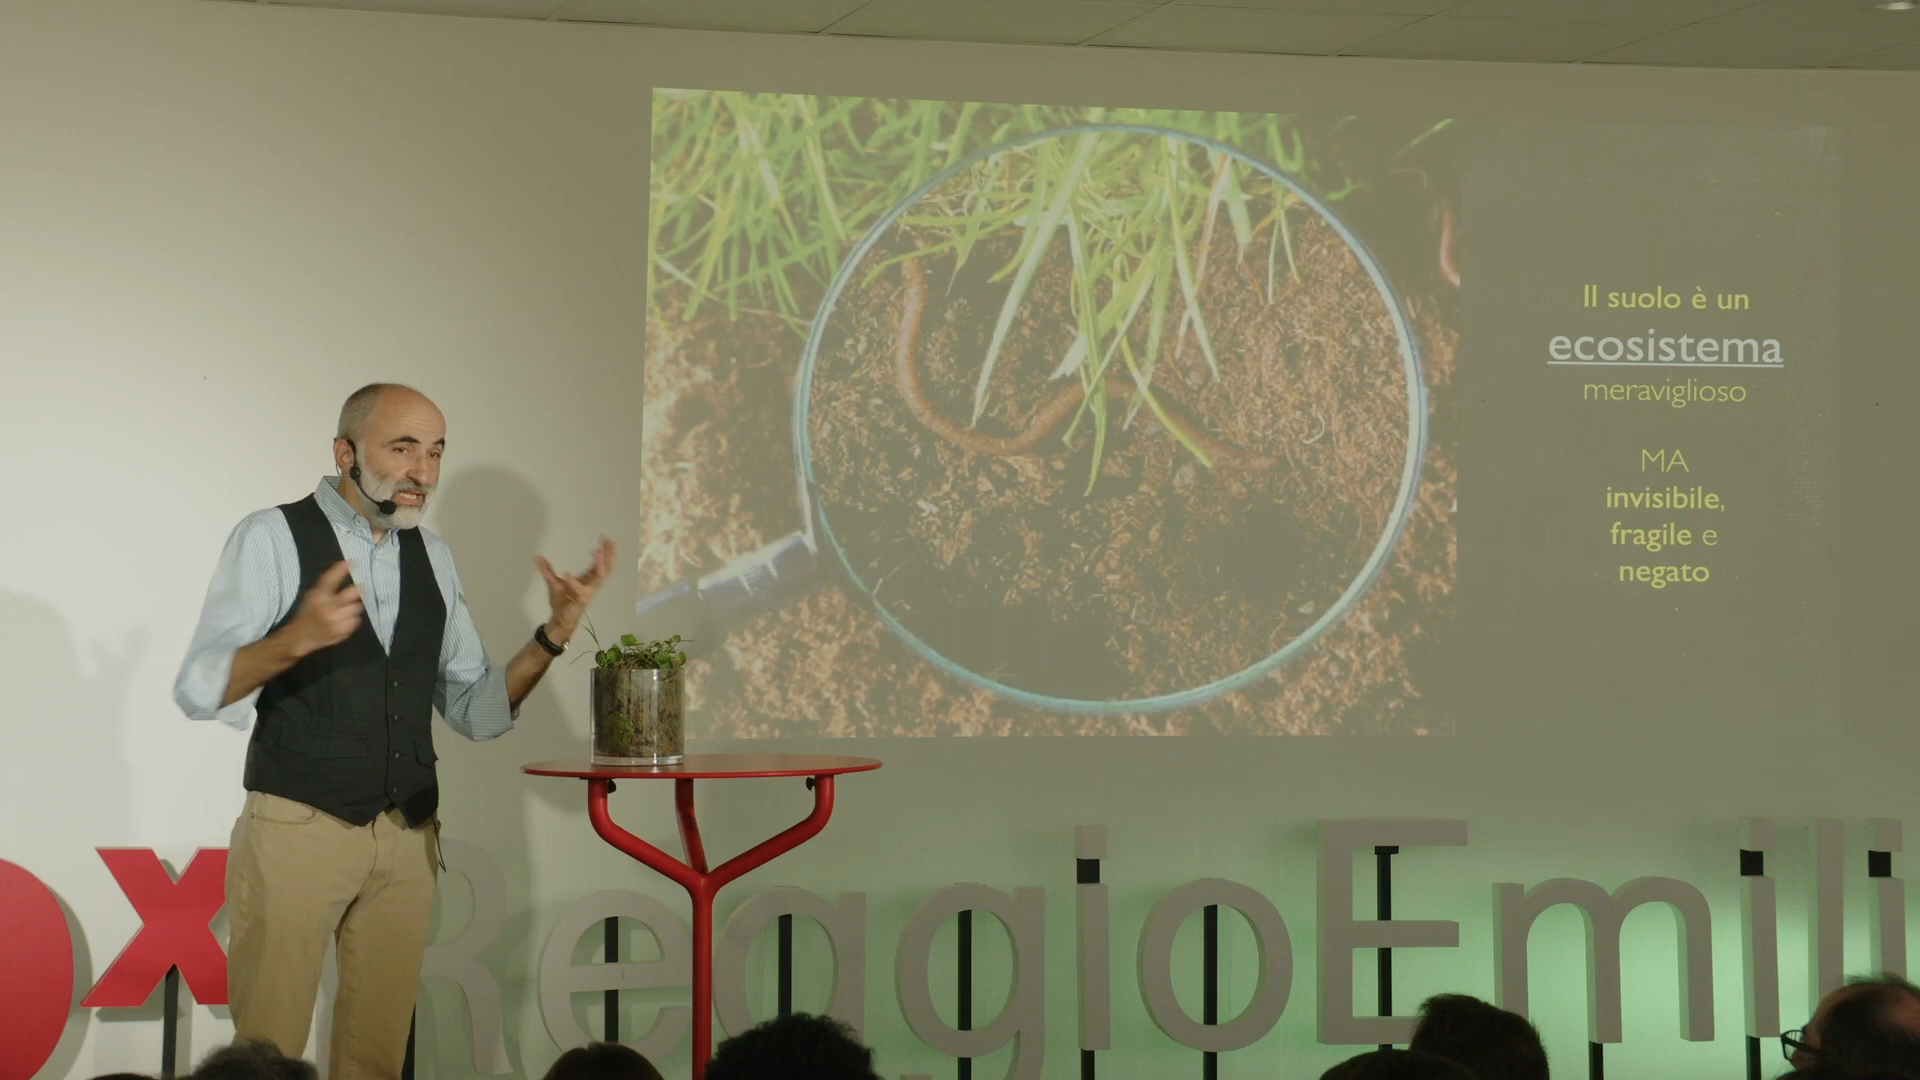 Il suolo è un
ecosistema
meraviglioso
MA
invisibile,
fragile e
negato
x ReggioEmili